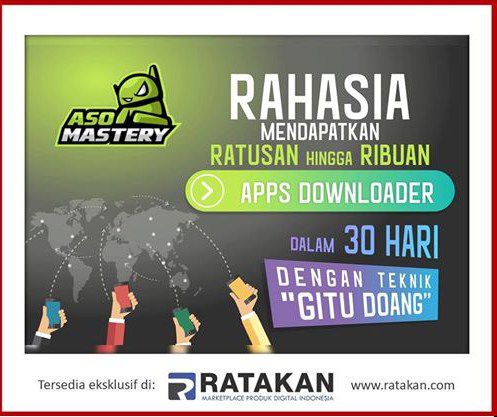 ASO
MASTERY
RAHASIA
MENDAPATKAN
RATUSAN HINGGA RIBUAN
APPS DOWNLOADER
DALAM 30 HARI
DENGAN TEKNIK
"GITU DOANG"
Tersedia eksklusif di:
RATAKAN
MARKETPLACE PRODUK DIGITAL INDONESIA
www.ratakan.com